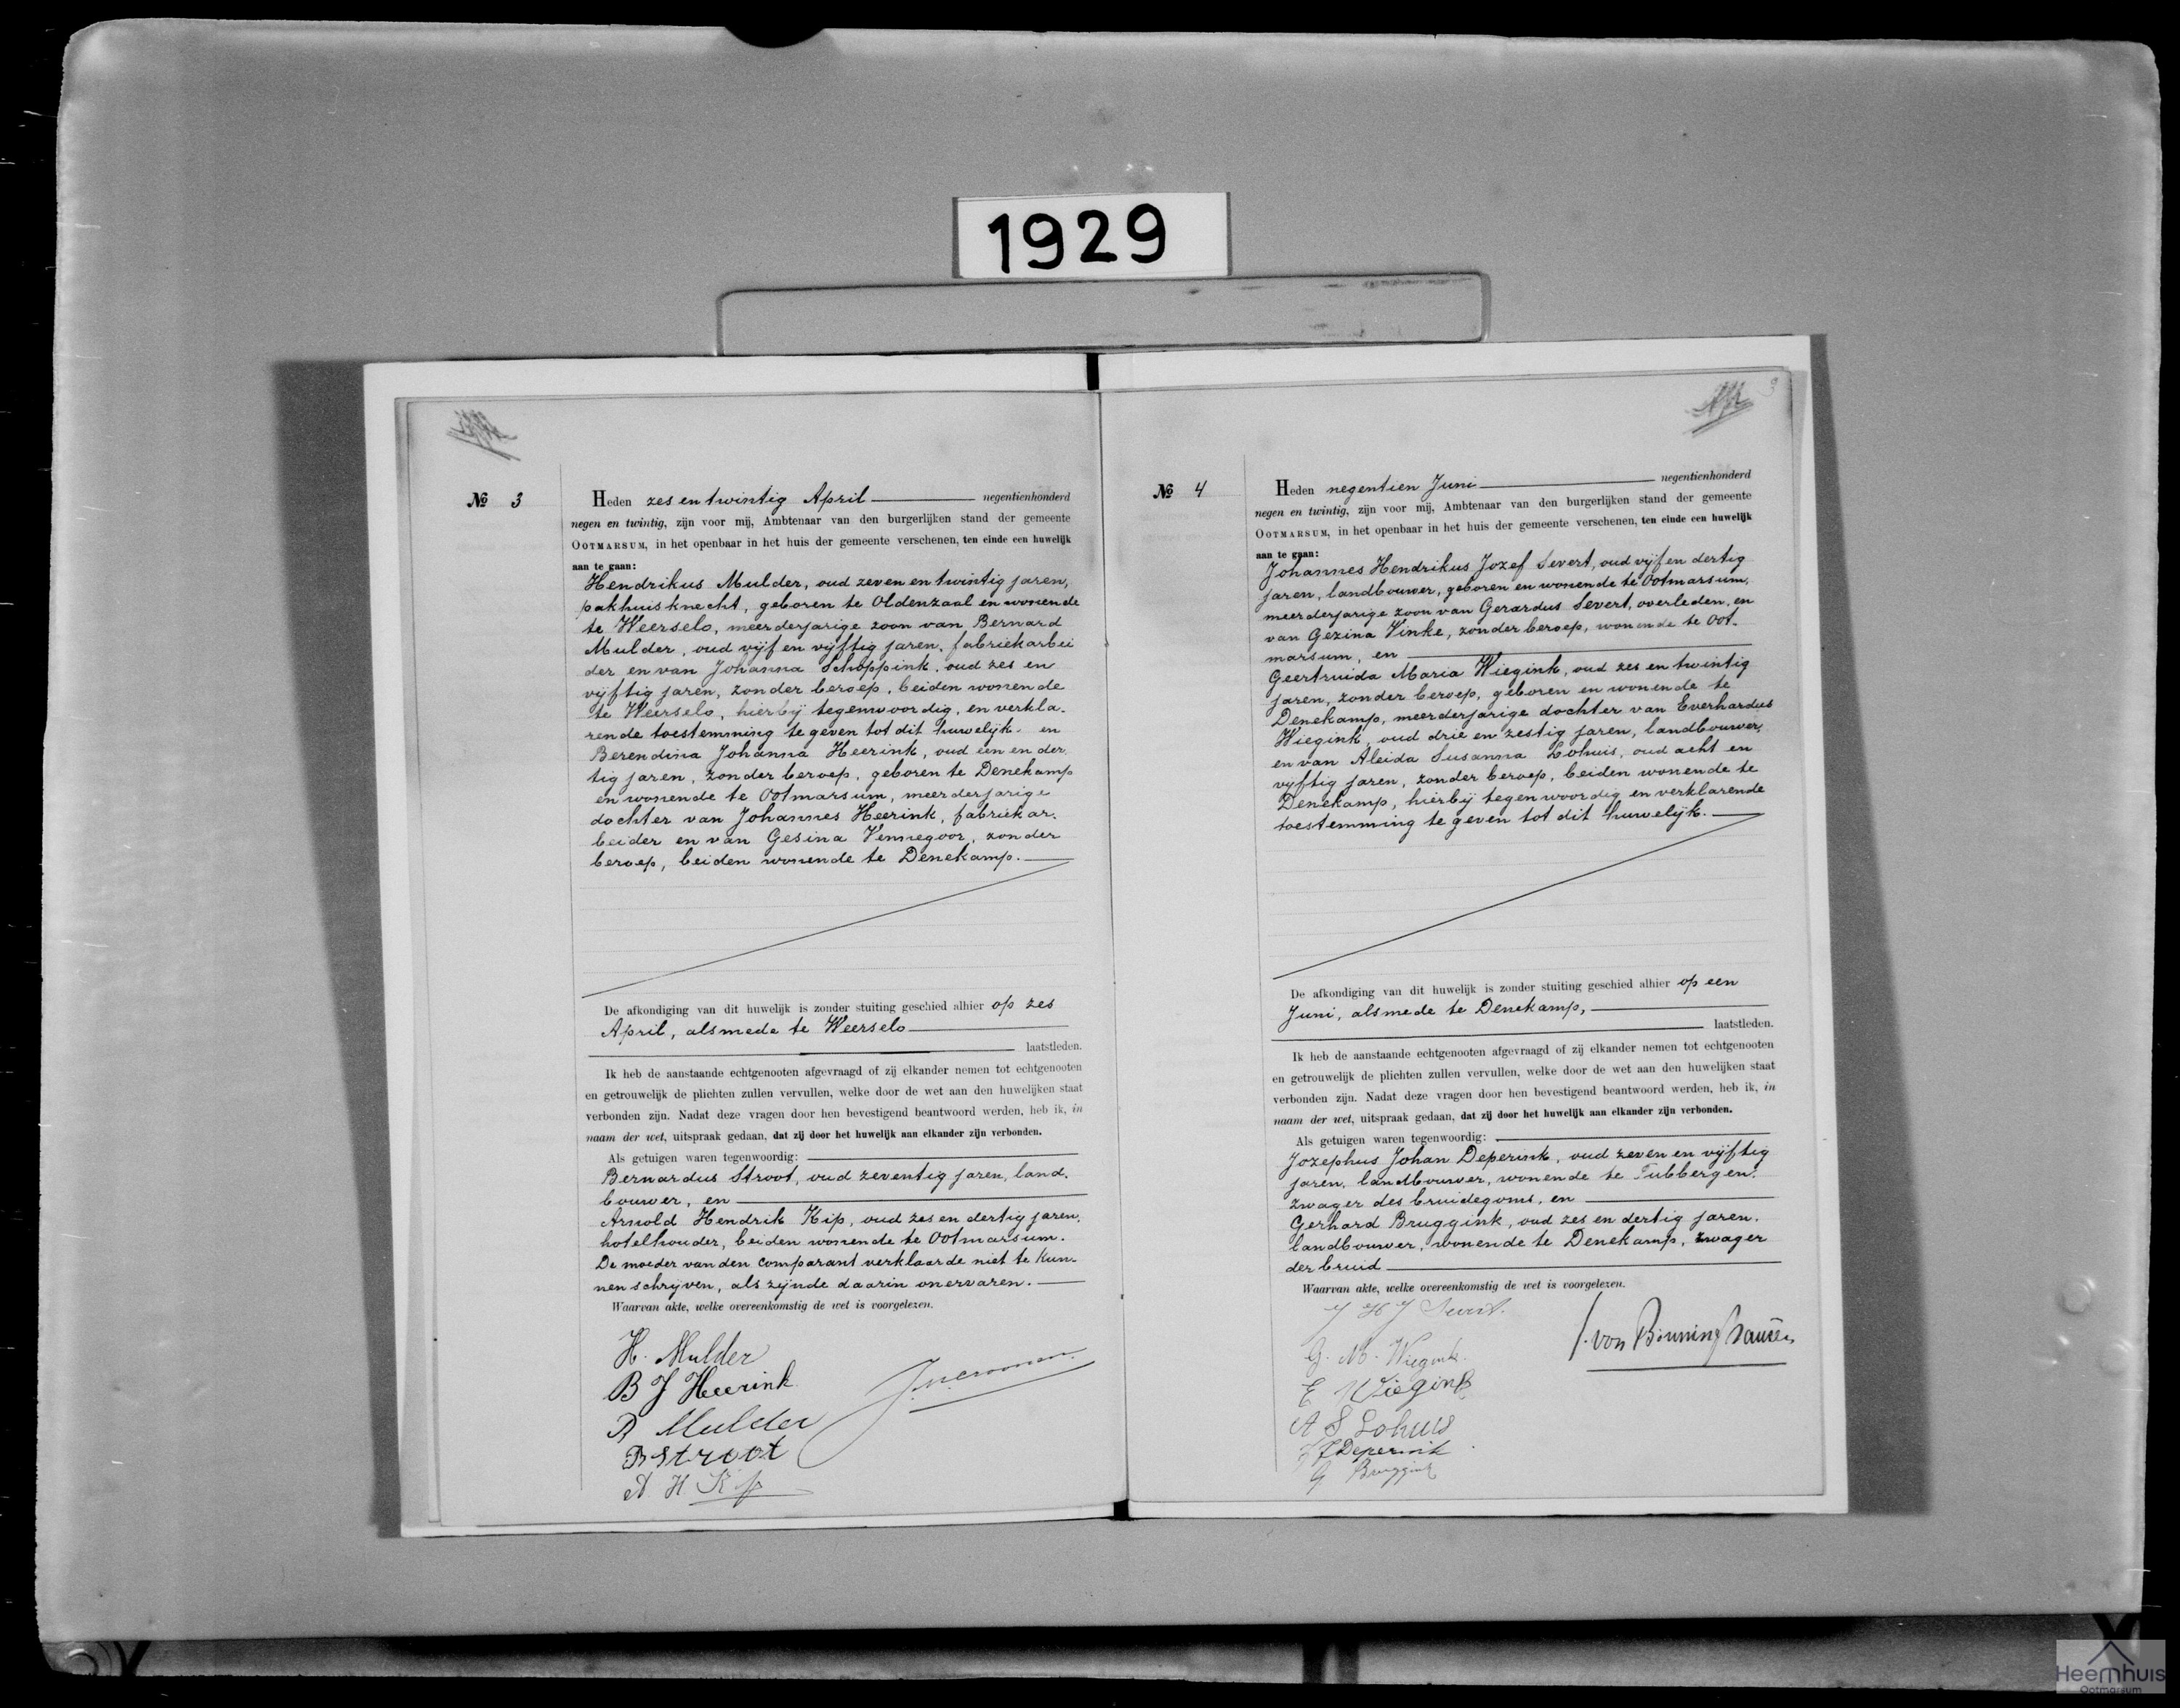 1929
№ 3
Heden zes en twintig April negentienhonderd
negen en twintig, zijn voor mij, Ambtenaar van den burgerlijken stand der gemeente
OOTMARSUM, in het openbaar in het huis der gemeente verschenen, ten einde een huwelijk
aan te gaan:
Hendrikus Mulder, oud zeven en twintig jaren,
pakhuisknecht, geboren te Oldenzaal en wonende
te Weerselo, meerderjarige zoon van Bernard
Mulder, oud vijf en vijftig jaren, fabriekarbei
der en van Johanna Schoppink, oud zes en
vijftig jaren, zonder beroep, beiden wonende
te Weerselo, hierbij tegenwoordig, en verkla-
rende toestemming te geven tot dit huwelijk. en
Berendina Johanna Heerink, oud een en der-
tig jaren, zonder beroep, geboren te Denekamp
en wonende te Ootmarsum, meerderjarige
dochter van Johannes Heerink, fabriekar-
beider en van Gesina Vennegoor, zonder
beroep, beiden wonende te Denekamp.
De afkondiging van dit huwelijk is zonder stuiting geschied alhier op zes
April, alsmede te Weerselo
laatstleden.
Ik heb de aanstaande echtgenooten afgevraagd of zij elkander nemen tot echtgenooten
en getrouwelijk de plichten zullen vervullen, welke door de wet aan den huwelijken staat
verbonden zijn. Nadat deze vragen door hen bevestigend beantwoord werden, heb ik, in
naam der wet, uitspraak gedaan, dat zij door het huwelijk aan elkander zijn verbonden.
Als getuigen waren tegenwoordig:
Bernardus Stroot, oud zeventig jaren, land-
bouwer, en
Arnold Hendrik Kip, oud zes en dertig jaren,
hotelhouder, beiden wonende te Ootmarsum.
De moeder van den comparant verklaarde niet te kun-
nen schrijven, als zijnde daarin onervaren.
Waarvan akte, welke overeenkomstig de wet is voorgelezen.
H. Mulder
B J Heerink
B Mulder
B Stroot
A. H. Kip
3
№ 4
Heden negentien Juni negentienhonderd
negen en twintig, zijn voor mij, Ambtenaar van den burgerlijken stand der gemeente
OOTMARSUM, in het openbaar in het huis der gemeente verschenen, ten einde een huwelijk
aan te gaan:
Johannes Hendrikus Jozef Severt, oud vijf en dertig
jaren, landbouwer, geboren en wonende te Ootmarsum,
meerderjarige zoon van Gerardus Severt, overleden, en
van Gezina Vinke, zonder beroep, wonende te Oot-
marsum, en
Geertruida Maria Wiegink, oud zes en twintig
jaren, zonder beroep, geboren en wonende te
Denekamp, meerderjarige dochter van Everhardus
Wiegink, oud drie en zestig jaren, landbouwer,
en van Aleida Susanna Lohuis, oud acht en
vijftig jaren, zonder beroep, beiden wonende te
Denekamp, hierbij tegenwoordig en verklarende
toestemming te geven tot dit huwelijk.
De afkondiging van dit huwelijk is zonder stuiting geschied alhier op een
Juni, alsmede te Denekamp,
laatstleden.
Ik heb de aanstaande echtgenooten afgevraagd of zij elkander nemen tot echtgenooten
en getrouwelijk de plichten zullen vervullen, welke door de wet aan den huwelijken staat
verbonden zijn. Nadat deze vragen door hen bevestigend beantwoord werden, heb ik, in
naam der wet, uitspraak gedaan, dat zij door het huwelijk aan elkander zijn verbonden.
Als getuigen waren tegenwoordig:
Jozephus Johan Deperink, oud zeven en vijftig
jaren, landbouwer, wonende te Tubbergen,
zwager des bruidegoms, en
Gerhard Bruggink, oud zes en dertig jaren,
landbouwer, wonende te Denekamp, zwager
der bruid
Waarvan akte, welke overeenkomstig de wet is voorgelezen.
J H J Severt.
G. M. Wiegink.
E Wiegink
A S Lohuis
J J Deperink
G Bruggink
von Bönninghausen
Heemhuis
Ootmarsum